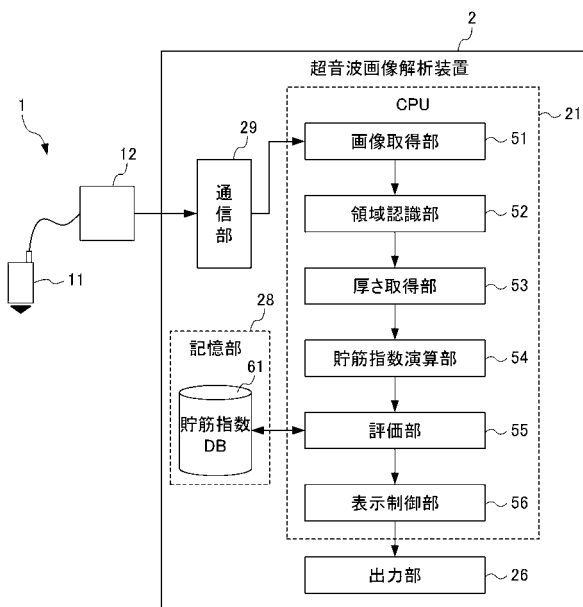 2
超音波画像解析装置
CPU
21
1
29
画像取得部
51
12
通信部
領域認識部
52
11
厚さ取得部
53
28
記憶部
61
貯筋指数演算部
54
貯筋指数
DB
評価部
55
表示制御部
56
出力部
26